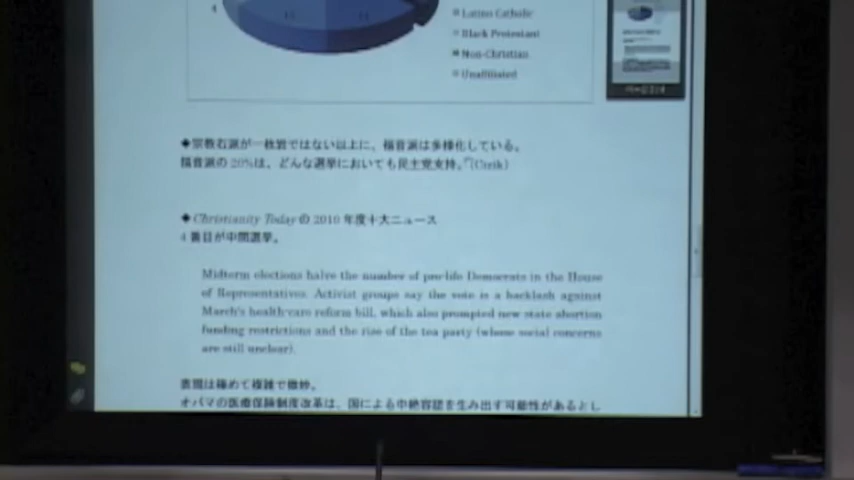 Latino Catholic
Black Protestant
Non-Christian
Unaffiliated
◆宗教右派が一枚岩ではない以上に、福音派は多様化している。
福音派の 20%は、どんな選挙においても民主党支持。
◆Christianity Today の 2010 年度十大ニュース
4 番目が中間選挙。
Midterm elections halve the number of pro-life Democrats in the House
of Representatives. Activist groups say the vote is a backlash against
March's health-care reform bill, which also prompted new state abortion
funding restrictions and the rise of the tea party (whose social concerns
are still unclear).
表現は極めて複雑で微妙。
オバマの医療保険制度改革は、国による中絶容認を生み出す可能性があるとし